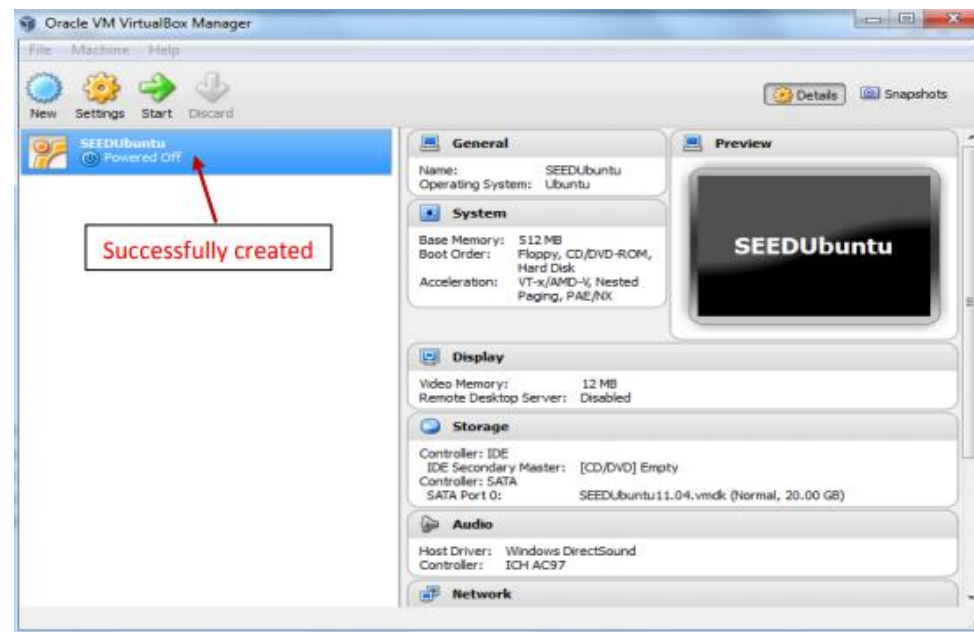 Oracle VM VirtualBox Manager
File Machine Help
New Settings Start Discard
Details Snapshots
SEEDUbuntu
Powered Off
Successfully created
General
Name: SEEDUbuntu
Operating System: Ubuntu
System
Base Memory: 512 MB
Boot Order: Floppy, CD/DVD-ROM,
Hard Disk
Acceleration: VT-x/AMD-V, Nested
Paging, PAE/NX
Preview
SEEDUbuntu
Display
Video Memory: 12 MB
Remote Desktop Server: Disabled
Storage
Controller: IDE
IDE Secondary Master: [CD/DVD] Empty
Controller: SATA
SATA Port 0: SEEDUbuntu11.04.vmdk (Normal, 20.00 GB)
Audio
Host Driver: Windows DirectSound
Controller: ICH AC97
Network